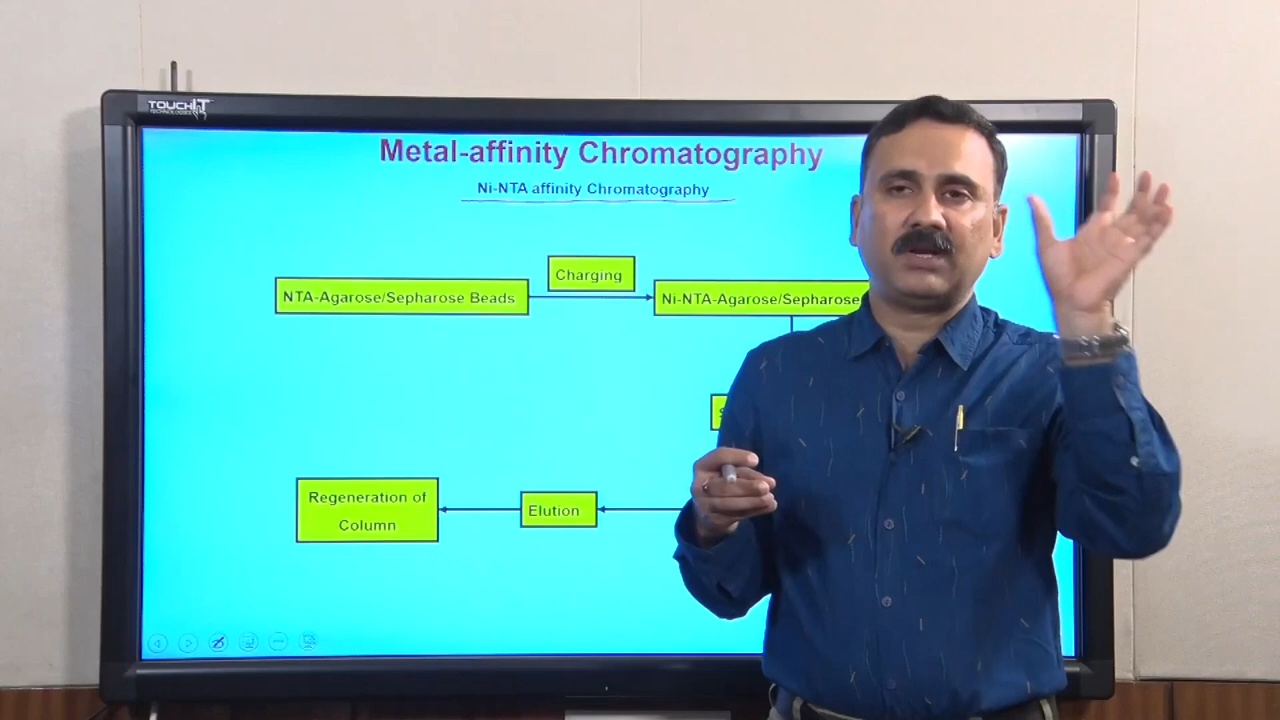 TOUCHIT
TECHNOLOGIES
Metal-affinity Chromatography
Ni-NTA affinity Chromatography
Charging
NTA-Agarose/Sepharose Beads
Ni-NTA-Agarose/Sepharose
Regeneration of
Column
Elution